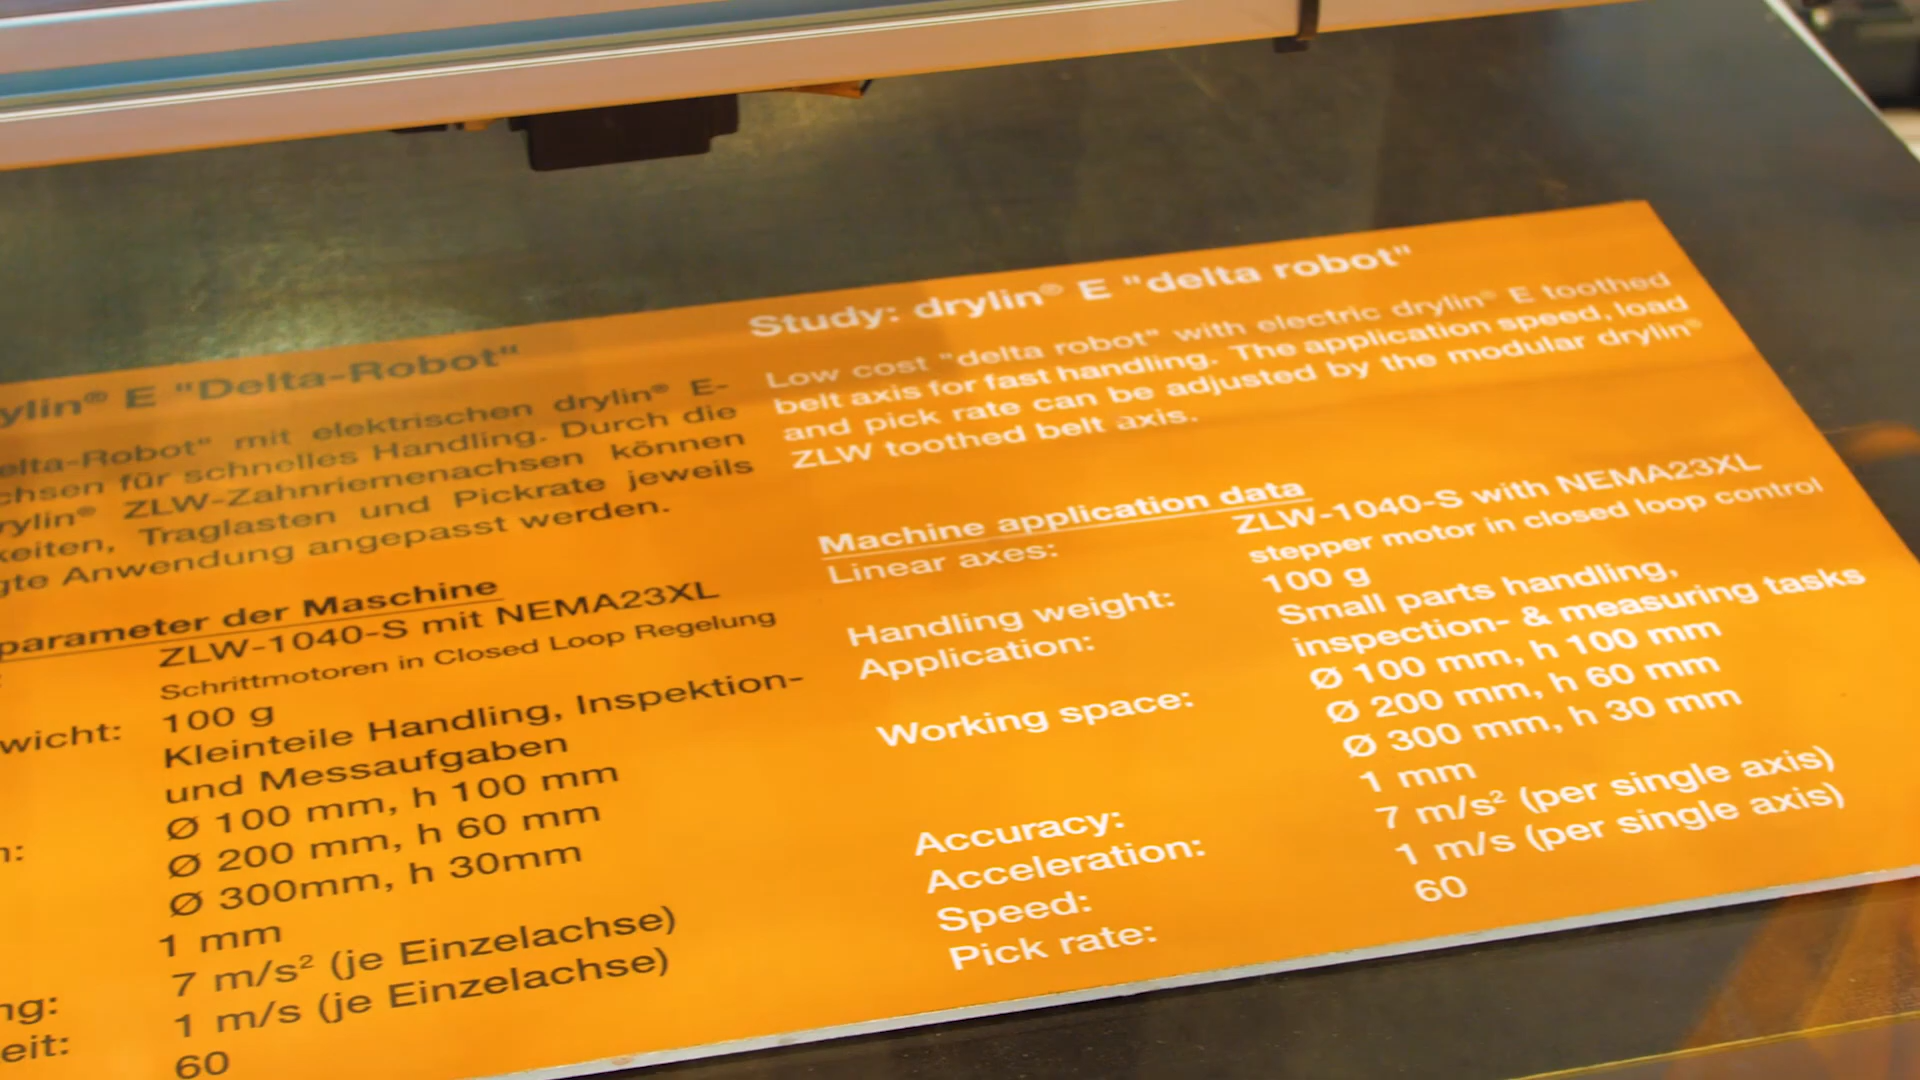 ylin® E "Delta-Robot"
elta-Robot" mit elektrischen drylin® E-
chsen für schnelles Handling. Durch die
rylin® ZLW-Zahnriemenachsen können
keiten, Traglasten und Pickrate jeweils
gte Anwendung angepasst werden.
parameter der Maschine
ZLW-1040-S mit NEMA23XL
Schrittmotoren in Closed Loop Regelung
wicht: 100 g
Kleinteile Handling, Inspektion-
und Messaufgaben
n: Ø 100 mm, h 100 mm
Ø 200 mm, h 60 mm
Ø 300mm, h 30mm
1 mm
ng: 7 m/s² (je Einzelachse)
eit: 1 m/s (je Einzelachse)
60
Study: drylin® E "delta robot"
Low cost "delta robot" with electric drylin® E toothed
belt axis for fast handling. The application speed, load
and pick rate can be adjusted by the modular drylin®
ZLW toothed belt axis.
Machine application data
Linear axes: ZLW-1040-S with NEMA23XL
stepper motor in closed loop control
Handling weight: 100 g
Application: Small parts handling,
inspection- & measuring tasks
Working space: Ø 100 mm, h 100 mm
Ø 200 mm, h 60 mm
Ø 300 mm, h 30 mm
Accuracy: 1 mm
Acceleration: 7 m/s² (per single axis)
Speed: 1 m/s (per single axis)
Pick rate: 60